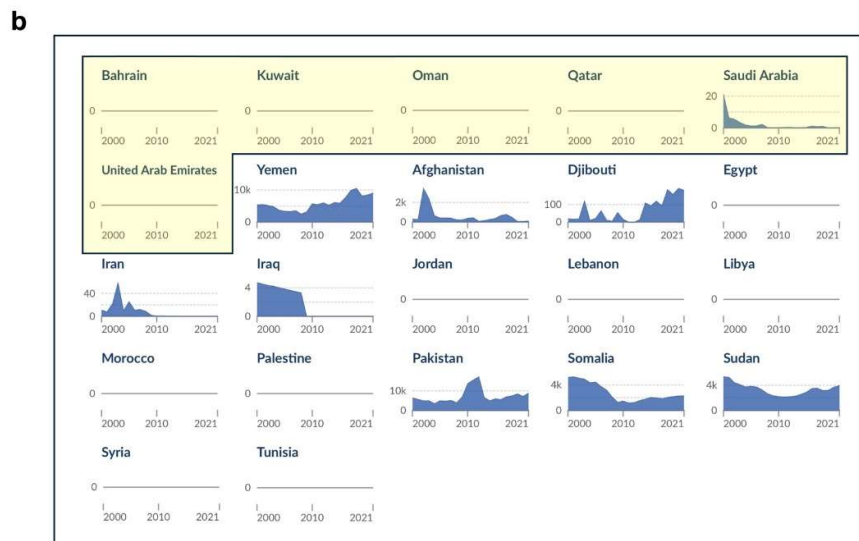 b
Bahrain Kuwait Oman Qatar Saudi Arabia
20
0 0 0 0 0
2000 2010 2021 2000 2010 2021 2000 2010 2021 2000 2010 2021 2000 2010 2021
United Arab Emirates Yemen Afghanistan Djibouti Egypt
10k 2k 100
0 0 0 0 0
2000 2010 2021 2000 2010 2021 2000 2010 2021 2000 2010 2021 2000 2010 2021
Iran Iraq Jordan Lebanon Libya
40 4
0 0 0 0 0
2000 2010 2021 2000 2010 2021 2000 2010 2021 2000 2010 2021 2000 2010 2021
Morocco Palestine Pakistan Somalia Sudan
10k 4k 4k
0 0 0 0 0
2000 2010 2021 2000 2010 2021 2000 2010 2021 2000 2010 2021 2000 2010 2021
Syria Tunisia
0 0
2000 2010 2021 2000 2010 2021